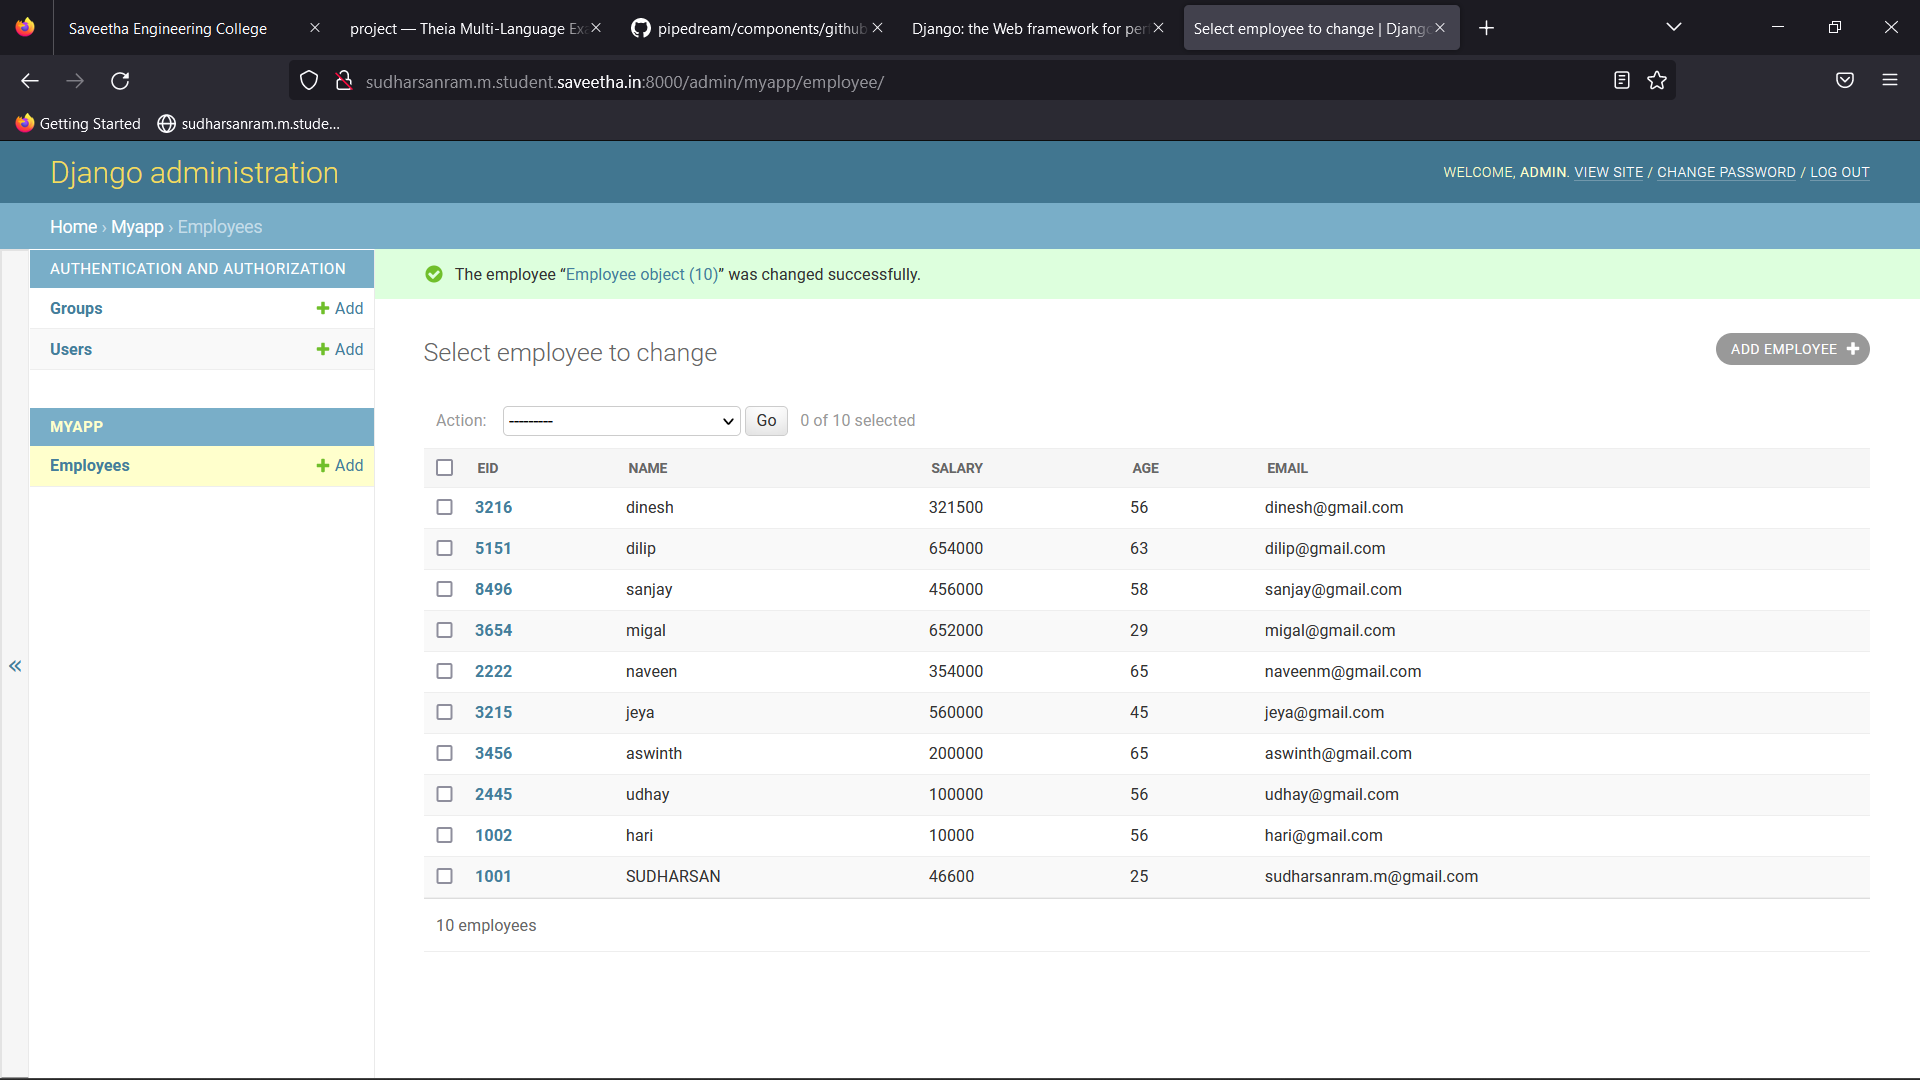 Saveetha Engineering College
project — Theia Multi-Language Ex
pipedream/components/github
Django: the Web framework for per
Select employee to change | Djang
sudharsanram.m.student.saveetha.in:8000/admin/myapp/employee/
Getting Started
sudharsanram.m.stude...
Django administration
WELCOME, ADMIN. VIEW SITE / CHANGE PASSWORD / LOG OUT
Home › Myapp › Employees
AUTHENTICATION AND AUTHORIZATION
Groups + Add
Users + Add
MYAPP
Employees + Add
«
The employee “Employee object (10)” was changed successfully.
Select employee to change
ADD EMPLOYEE +
Action: --------- Go 0 of 10 selected
EID NAME SALARY AGE EMAIL
3216 dinesh 321500 56 dinesh@gmail.com
5151 dilip 654000 63 dilip@gmail.com
8496 sanjay 456000 58 sanjay@gmail.com
3654 migal 652000 29 migal@gmail.com
2222 naveen 354000 65 naveenm@gmail.com
3215 jeya 560000 45 jeya@gmail.com
3456 aswinth 200000 65 aswinth@gmail.com
2445 udhay 100000 56 udhay@gmail.com
1002 hari 10000 56 hari@gmail.com
1001 SUDHARSAN 46600 25 sudharsanram.m@gmail.com
10 employees